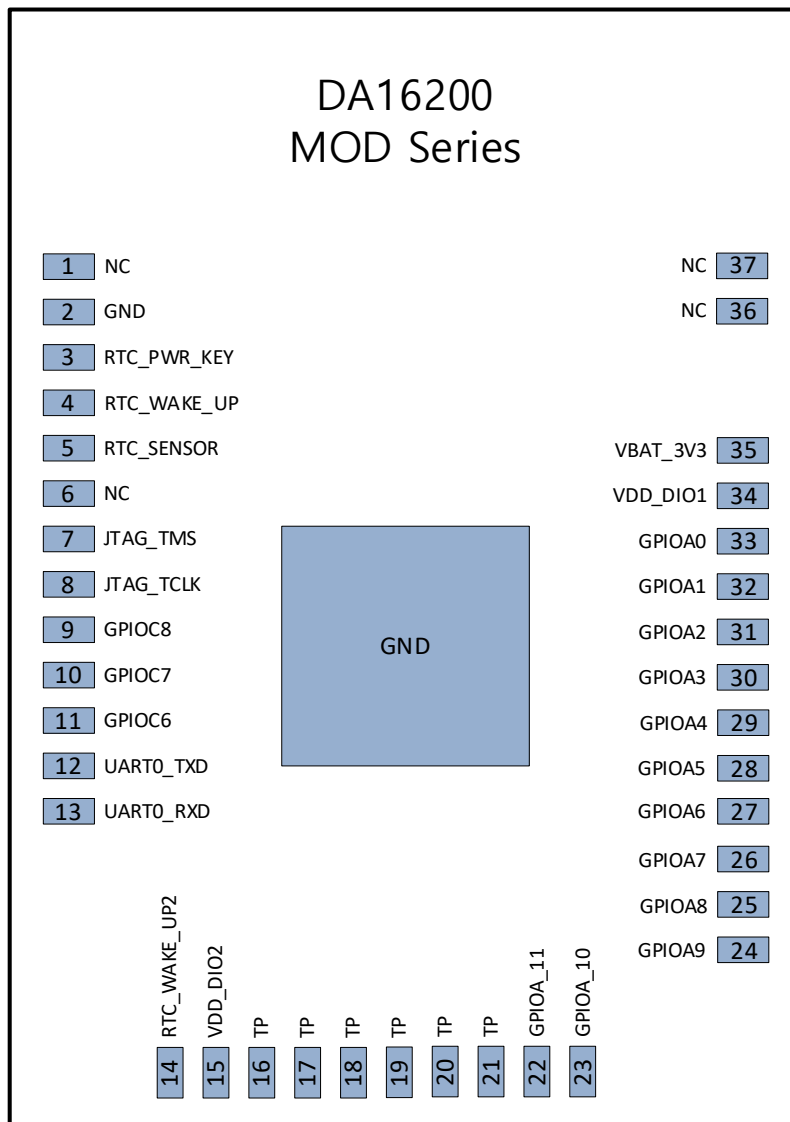 DA16200
MOD Series
1 NC
2 GND
3 RTC_PWR_KEY
4 RTC_WAKE_UP
5 RTC_SENSOR
6 NC
7 JTAG_TMS
8 JTAG_TCLK
9 GPIOC8
10 GPIOC7
11 GPIOC6
12 UART0_TXD
13 UART0_RXD
GND
NC 37
NC 36
VBAT_3V3 35
VDD_DIO1 34
GPIOA0 33
GPIOA1 32
GPIOA2 31
GPIOA3 30
GPIOA4 29
GPIOA5 28
GPIOA6 27
GPIOA7 26
GPIOA8 25
GPIOA9 24
14 RTC_WAKE_UP2
15 VDD_DIO2
16 TP
17 TP
18 TP
19 TP
20 TP
21 TP
22 GPIOA_11
23 GPIOA_10